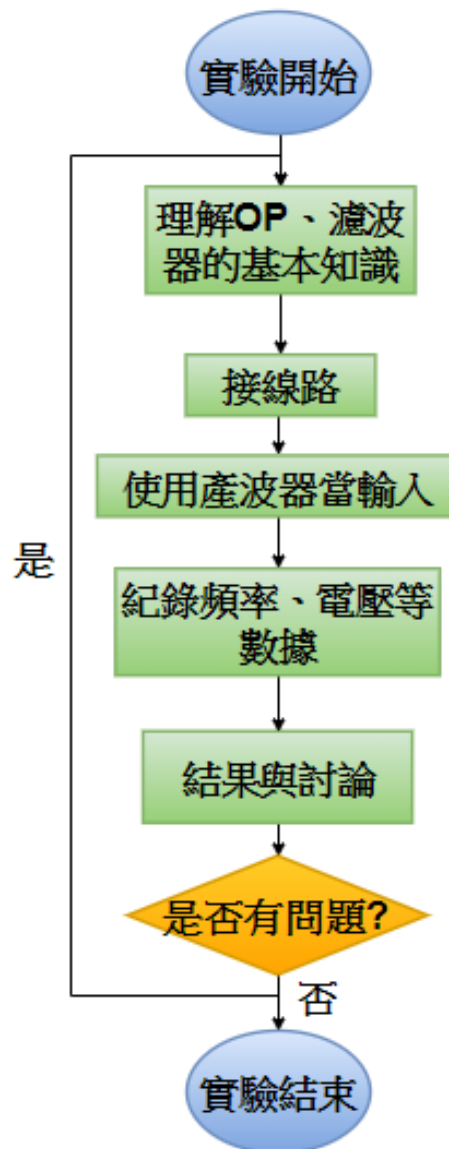 實驗開始
理解OP、濾波
器的基本知識
接線路
使用產波器當輸入
是
紀錄頻率、電壓等
數據
結果與討論
是否有問題?
否
實驗結束